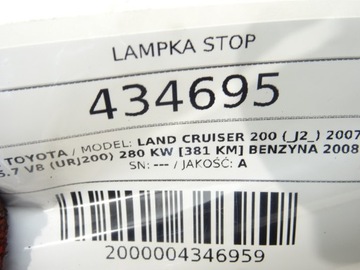 LAMPKA STOP
434695
TOYOTA / MODEL: LAND CRUISER 200 (_J2_) 2007
5.7 V8 (URJ200) 280 KW [381 KM] BENZYNA 2008
SN: --- / JAKOŚĆ: A
2000004346959